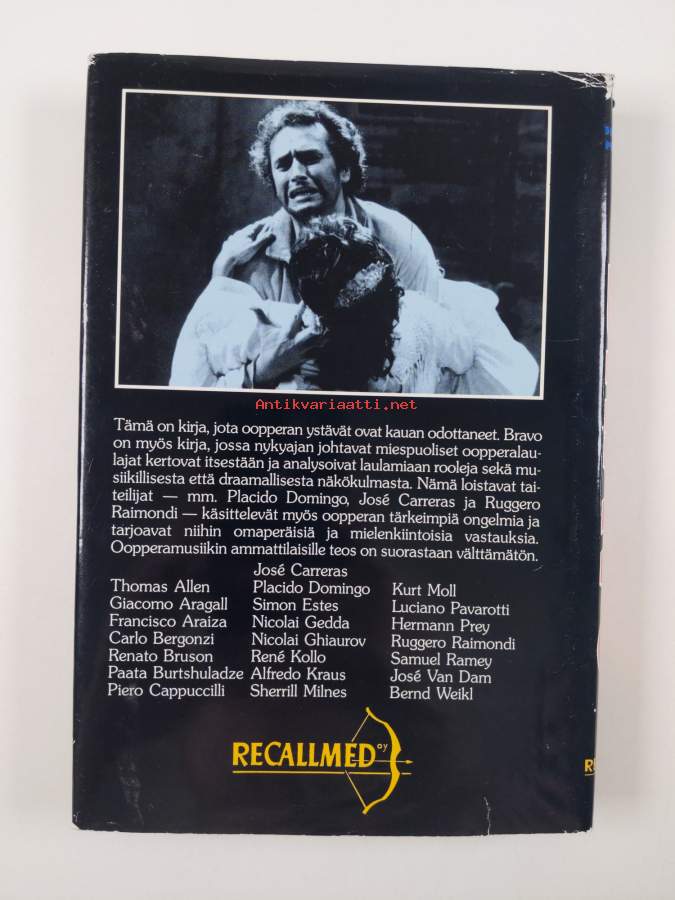 Antikvariaatti.net
Tämä on kirja, jota oopperan ystävät ovat kauan odottaneet. Bravo
on myös kirja, jossa nykyajan johtavat miespuoliset oopperalau-
lajat kertovat itsestään ja analysoivat laulamiaan rooleja sekä mu-
siikillisesta että draamallisesta näkökulmasta. Nämä loistavat tai-
teilijat — mm. Placido Domingo, José Carreras ja Ruggero
Raimondi — käsittelevät myös oopperan tärkeimpiä ongelmia ja
tarjoavat niihin omaperäisiä ja mielenkiintoisia vastauksia.
Oopperamusiikin ammattilaisille teos on suorastaan välttämätön.
José Carreras
Thomas Allen Placido Domingo Kurt Moll
Giacomo Aragall Simon Estes Luciano Pavarotti
Francisco Araiza Nicolai Gedda Hermann Prey
Carlo Bergonzi Nicolai Ghiaurov Ruggero Raimondi
Renato Bruson René Kollo Samuel Ramey
Paata Burtshuladze Alfredo Kraus José Van Dam
Piero Cappuccilli Sherrill Milnes Bernd Weikl
RECALLMED oy